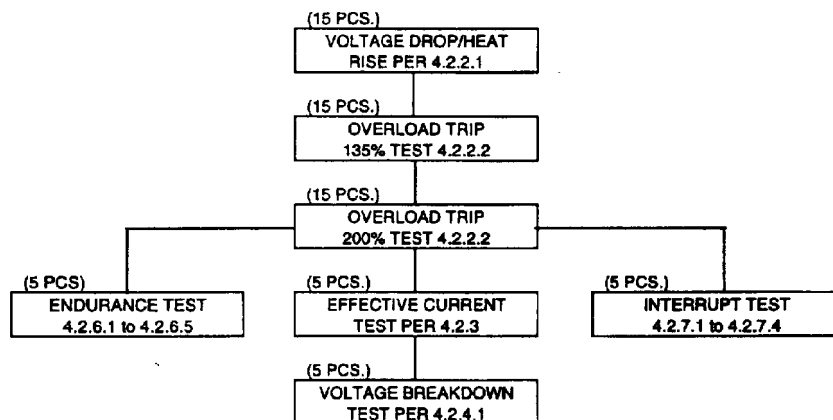 (15 PCS.)
VOLTAGE DROP/HEAT
RISE PER 4.2.2.1
(15 PCS.)
OVERLOAD TRIP
135% TEST 4.2.2.2
(15 PCS.)
OVERLOAD TRIP
200% TEST 4.2.2.2
(5 PCS)
ENDURANCE TEST
4.2.6.1 to 4.2.6.5
(5 PCS.)
EFFECTIVE CURRENT
TEST PER 4.2.3
(5 PCS.)
INTERRUPT TEST
4.2.7.1 to 4.2.7.4
(5 PCS.)
VOLTAGE BREAKDOWN
TEST PER 4.2.4.1